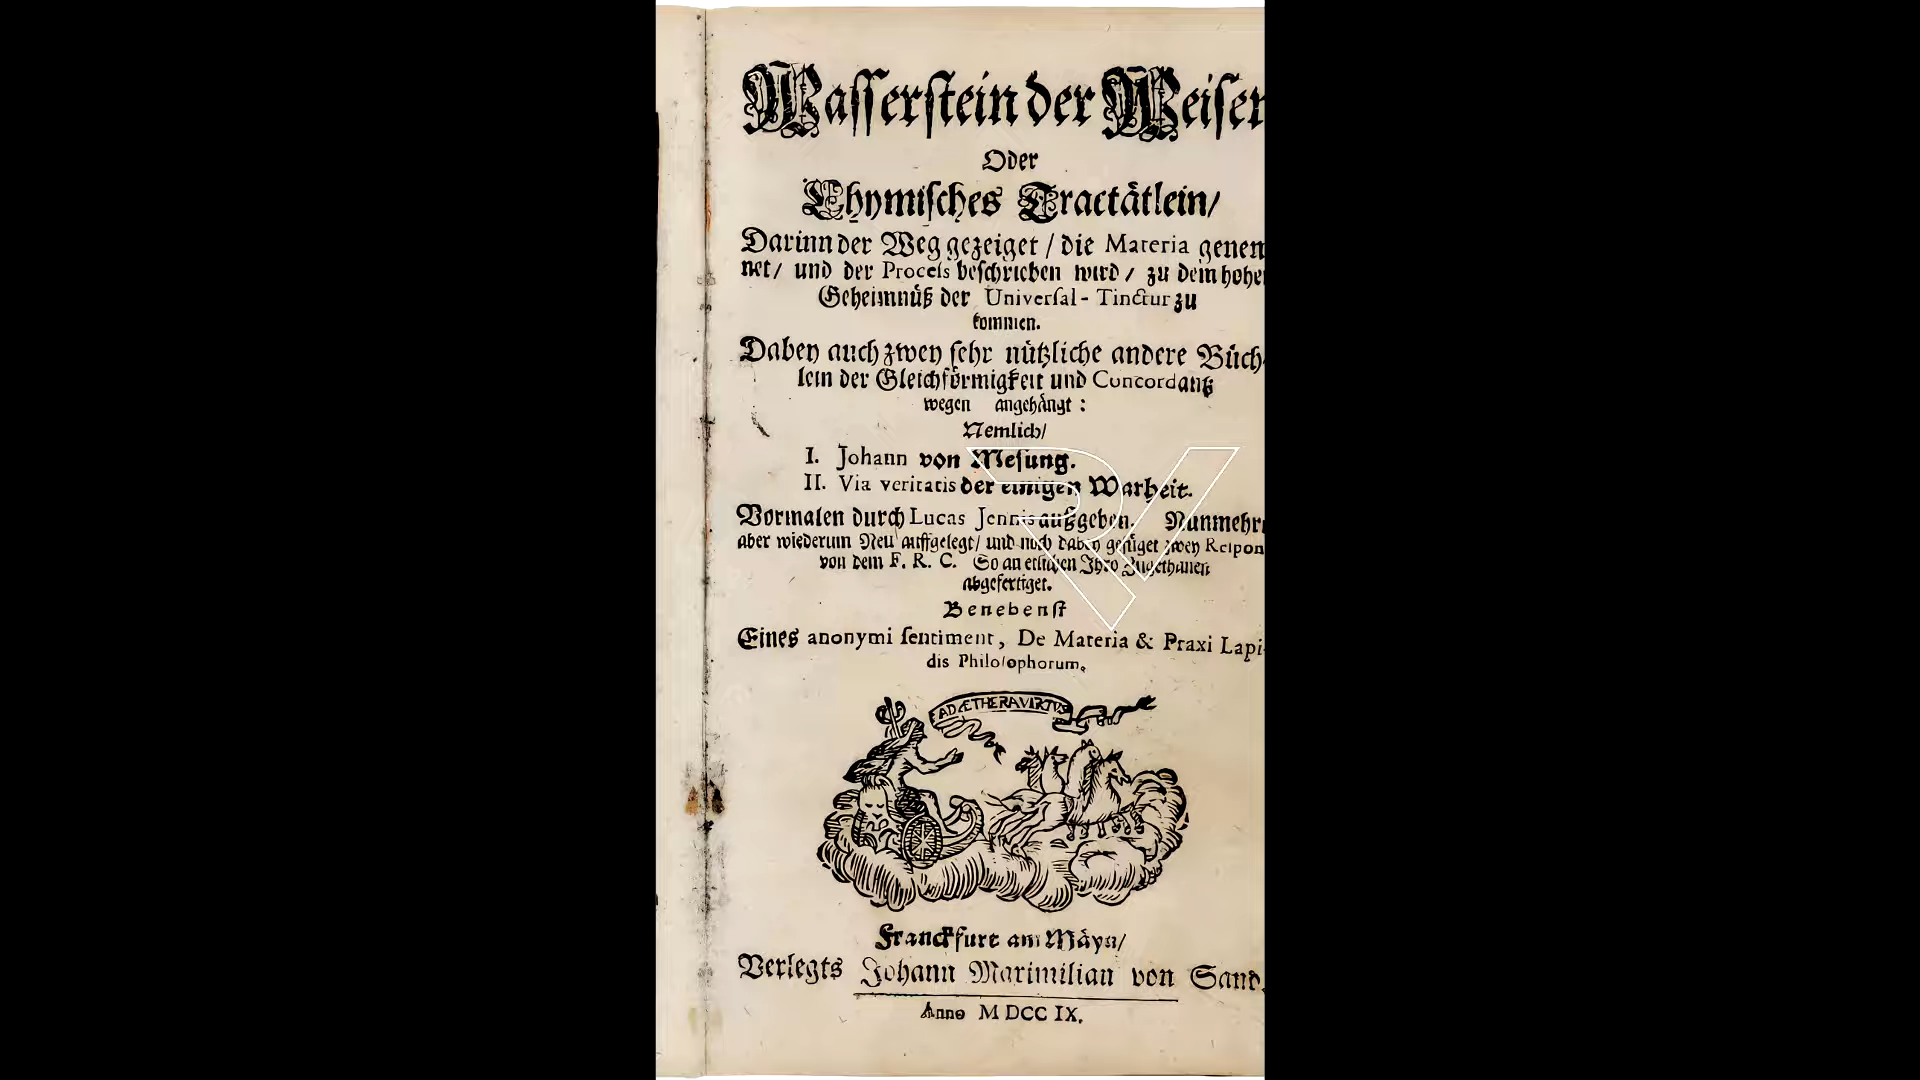 Wasserstein der Weisen
Oder
Chymisches Tractätlein/
Darinn der Weg gezeiget / die Materia genen
net / und der Process beschrieben wird / zu dem hohe
Geheimnüß der Universal-Tinctur zu
kommen.
Dabey auch zwey sehr nützliche andere Büch-
lein der Gleichförmigkeit und Concordantz
wegen angehängt :
Nemlich/
I. Johann von Mesung.
II. Via veritatis der einigen Warheit.
Vormalen durch Lucas Jennis außgeben. Nunmehr
aber wiederum Neu auffgelegt/ und noch dabey gefüget zwey Respon
von dem F. R. C. So an etlichen Ihro Zugethanen
abgefertiget.
Benebenst
Eines anonymi sentiment, De Materia & Praxi Lapi-
dis Philosophorum.
AD ÆTHERA VIRTUS
Franckfurt am Mäyn/
Verlegts Johann Maximilian von Sand.
Anno MDCC IX.